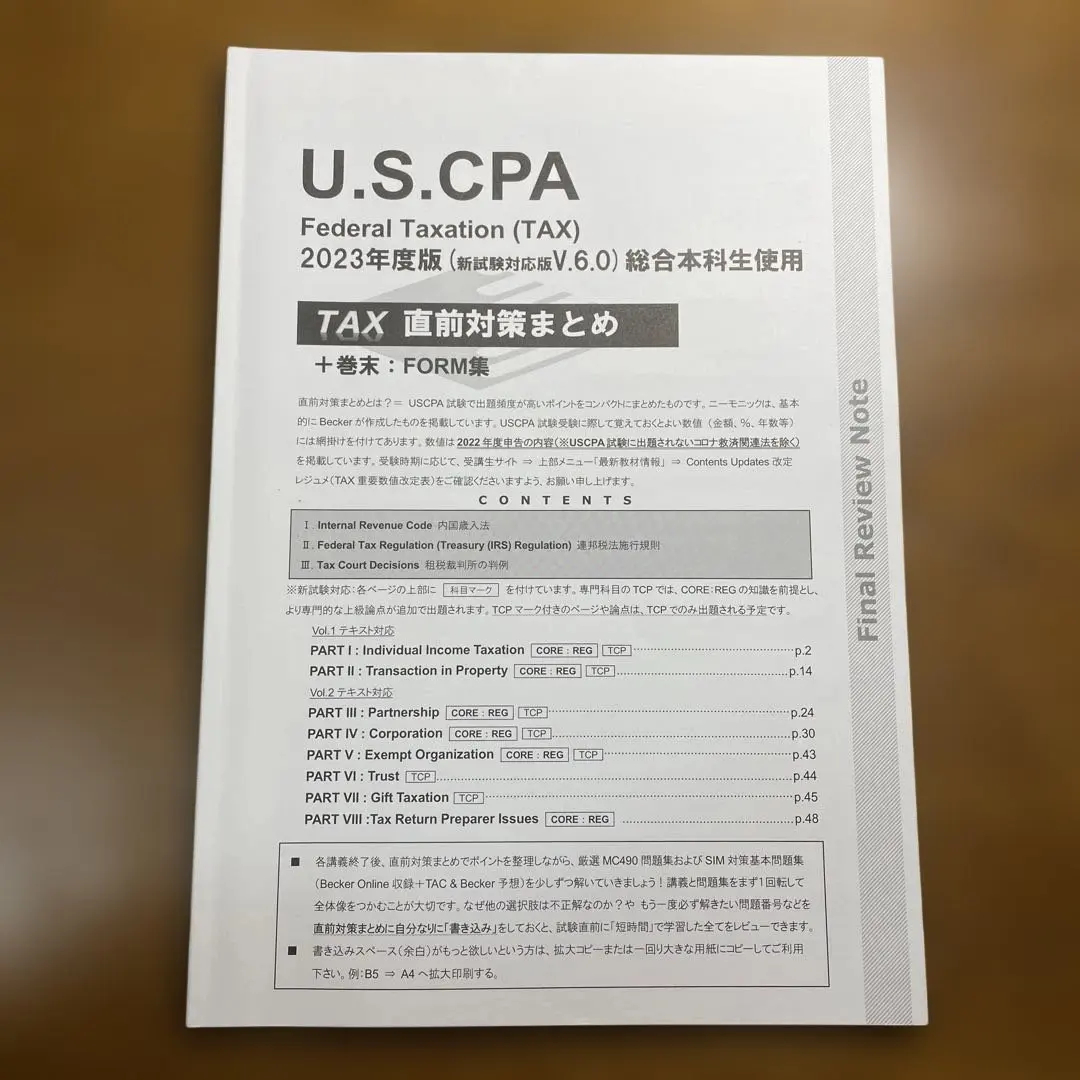 U.S.CPA
Federal Taxation (TAX)
2023年度版(新試験対応版V.6.0)総合本科生使用
TAX 直前対策まとめ
＋巻末：FORM集
直前対策まとめとは？＝ USCPA 試験で出題頻度が高いポイントをコンパクトにまとめたものです。ニーモニックは、基本
的に Becker が作成したものを掲載しています。USCPA 試験受験に際して覚えておくとよい数値（金額、％、年数等）
には網掛けを付けてあります。数値は 2022 年度申告の内容(※USCPA 試験に出題されないコロナ救済関連法を除く)
を掲載しています。受験時期に応じて、受講生サイト ⇒ 上部メニュー「最新教材情報」 ⇒ Contents Updates 改定
レジュメ(TAX 重要数値改定表)をご確認くださいますよう、お願い申し上げます。
CONTENTS
Ⅰ. Internal Revenue Code 内国歳入法
Ⅱ. Federal Tax Regulation (Treasury (IRS) Regulation) 連邦税法施行規則
Ⅲ. Tax Court Decisions 租税裁判所の判例
※新試験対応：各ページの上部に 科目マーク を付けています。専門科目の TCP では、CORE：REG の知識を前提とし、
より専門的な上級論点が追加で出題されます。TCP マーク付きのページや論点は、TCP でのみ出題される予定です。
Vol.1 テキスト対応
PART I : Individual Income Taxation CORE : REG TCP p.2
PART II : Transaction in Property CORE : REG TCP p.14
Vol.2 テキスト対応
PART III : Partnership CORE : REG TCP p.24
PART IV : Corporation CORE : REG TCP p.30
PART V : Exempt Organization CORE : REG TCP p.43
PART VI : Trust TCP p.44
PART VII : Gift Taxation TCP p.45
PART VIII :Tax Return Preparer Issues CORE : REG p.48
■ 各講義終了後、直前対策まとめでポイントを整理しながら、厳選 MC490 問題集および SIM 対策基本問題集
（Becker Online 収録＋TAC & Becker 予想）を少しずつ解いていきましょう！講義と問題集をまず1回転して
全体像をつかむことが大切です。なぜ他の選択肢は不正解なのか？や もう一度必ず解きたい問題番号などを
直前対策まとめに自分なりに「書き込み」をしておくと、試験直前に「短時間」で学習した全てをレビューできます。
■ 書き込みスペース（余白）がもっと欲しいという方は、拡大コピーまたは一回り大きな用紙にコピーしてご利用
下さい。例：B5 ⇒ A4 へ拡大印刷する。
Final Review Note